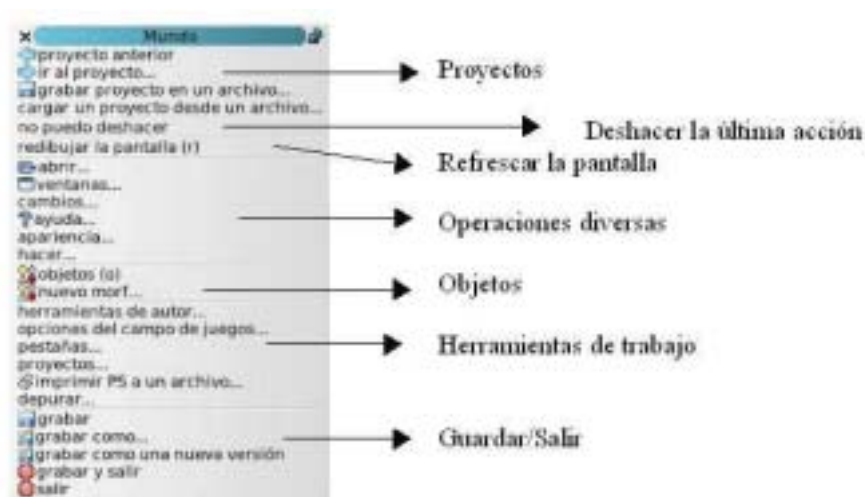 Mundo
proyecto anterior
ir al proyecto...
grabar proyecto en un archivo...
cargar un proyecto desde un archivo...
no puedo deshacer
redibujar la pantalla (r)
abrir...
ventanas...
cambios...
ayuda...
apariencia...
hacer...
objetos (o)
nuevo morf...
herramientas de autor...
opciones del campo de juegos...
pestañas...
proyectos...
imprimir PS a un archivo...
depurar...
grabar
grabar como...
grabar como una nueva versión
grabar y salir
salir
Proyectos
Deshacer la última acción
Refrescar la pantalla
Operaciones diversas
Objetos
Herramientas de trabajo
Guardar/Salir